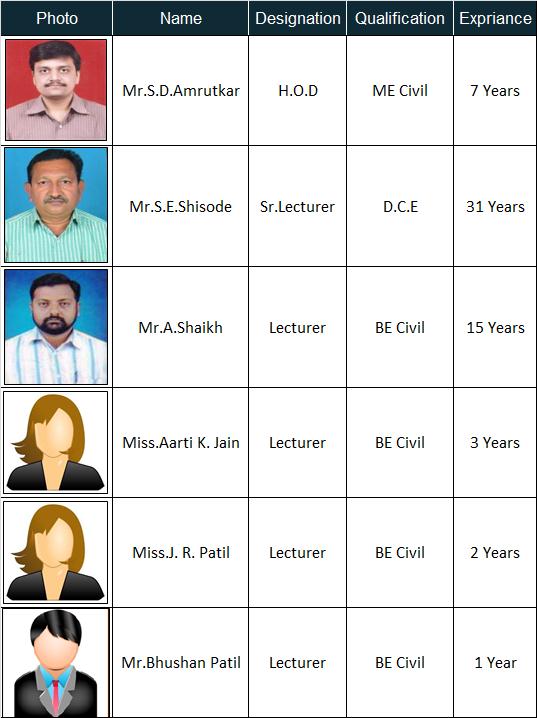 Photo Name Designation Qualification Expriance
Mr.S.D.Amrutkar H.O.D ME Civil 7 Years
Mr.S.E.Shisode Sr.Lecturer D.C.E 31 Years
Mr.A.Shaikh Lecturer BE Civil 15 Years
Miss.Aarti K. Jain Lecturer BE Civil 3 Years
Miss.J. R. Patil Lecturer BE Civil 2 Years
Mr.Bhushan Patil Lecturer BE Civil 1 Year